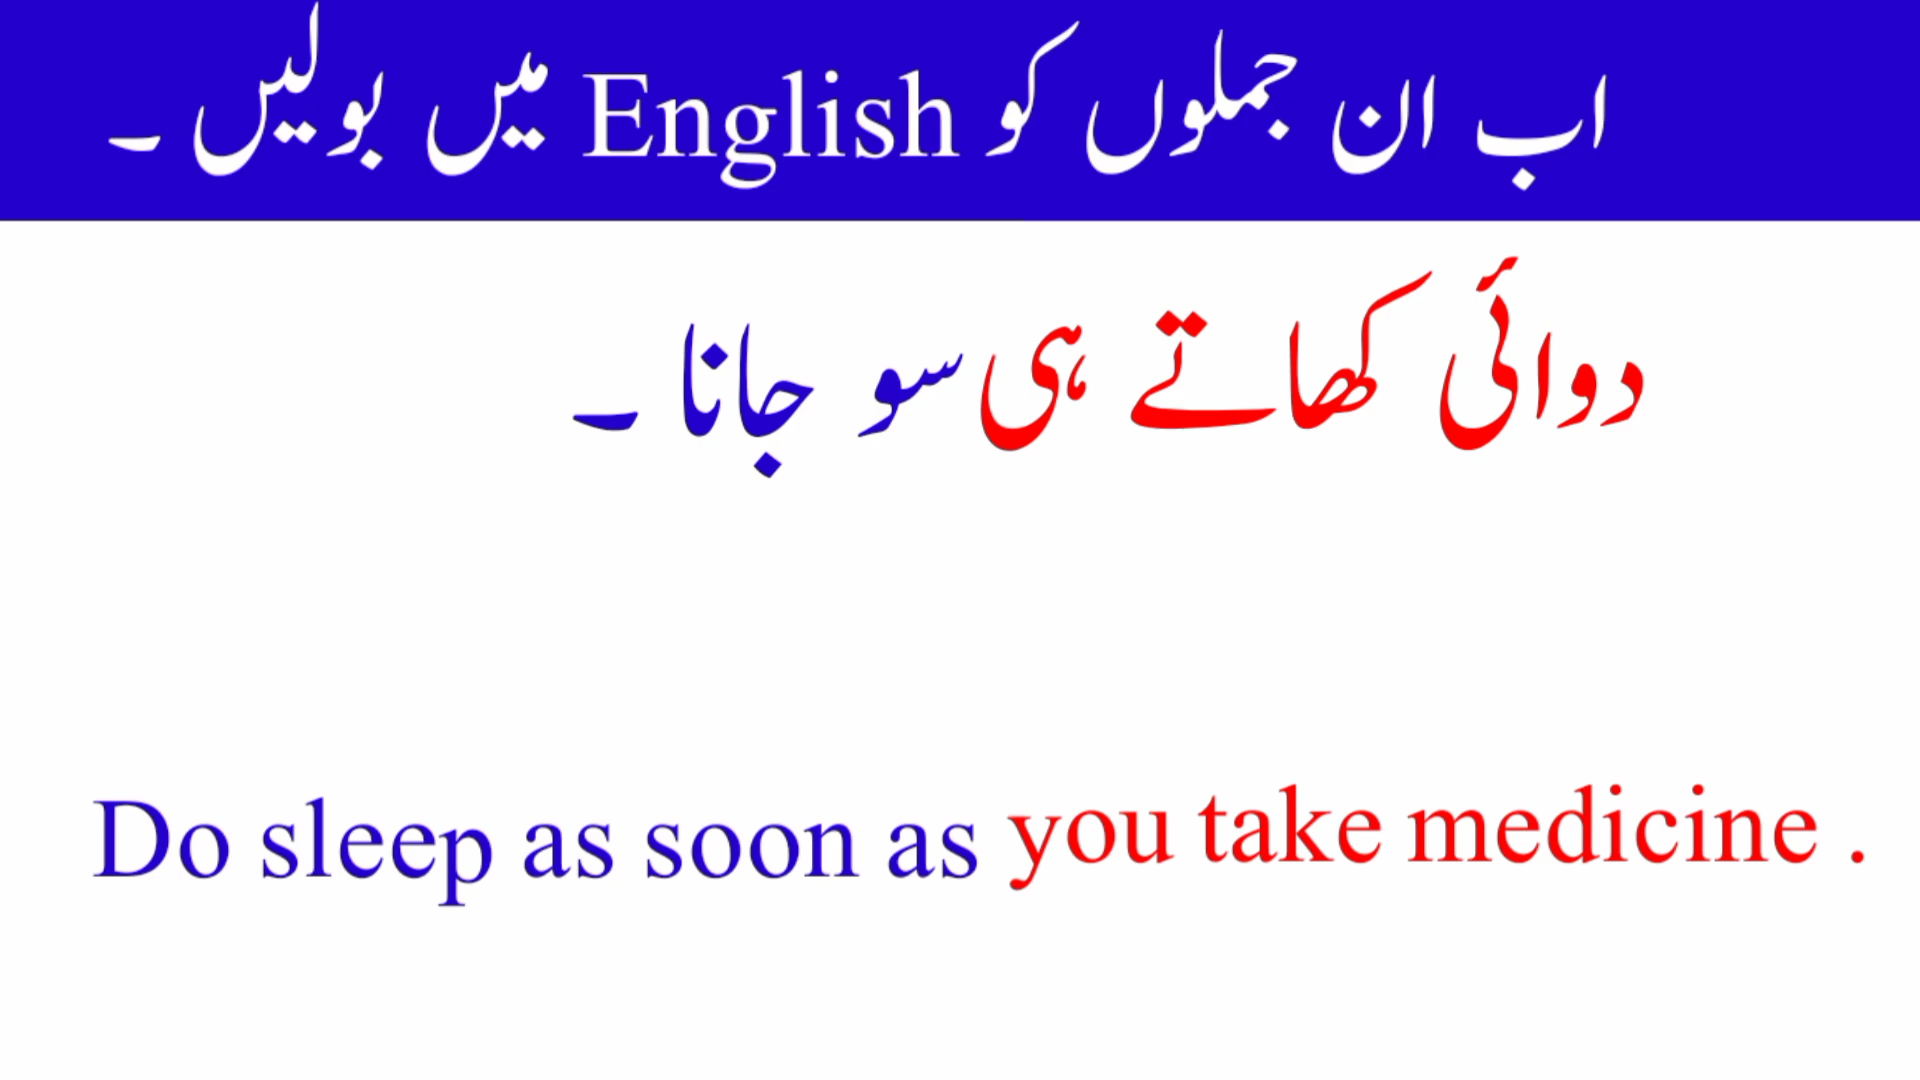 اب ان جملوں کو English میں بولیں ۔
دوائی کھاتے ہی سو جانا ۔
Do sleep as soon as you take medicine .